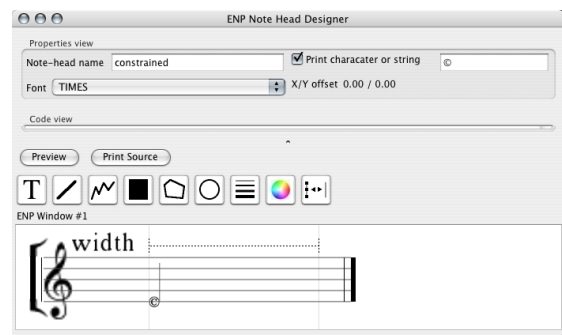 ENP Note Head Designer
Properties view
Note-head name constrained Print characater or string ©
Font TIMES X/Y offset 0.00 / 0.00
Code view
Preview Print Source
T
ENP Window #1
width
©